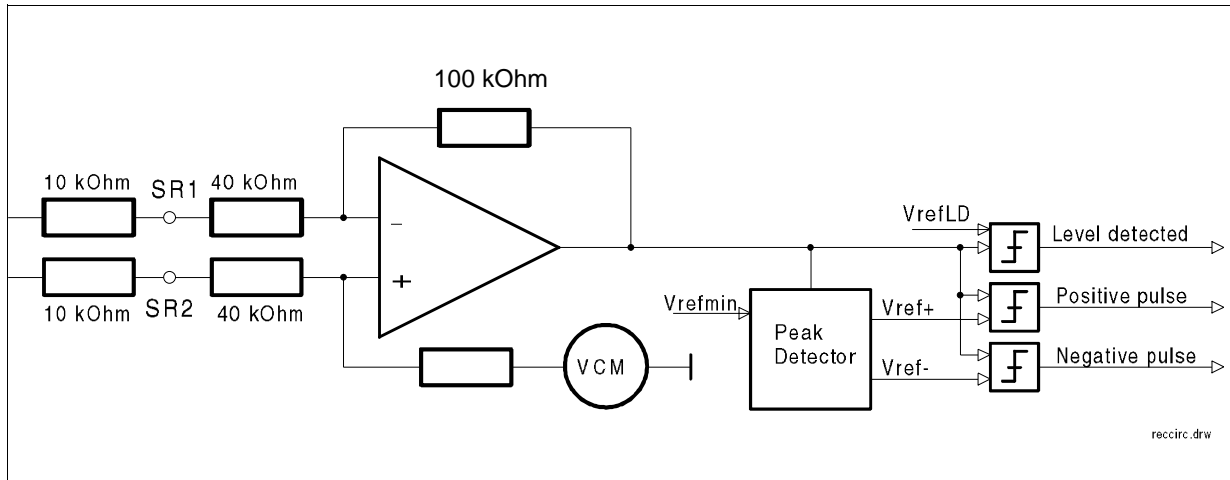 100 kOhm
10 kOhm
SR1
40 kOhm
-
+
10 kOhm
SR2
40 kOhm
VCM
VrefLD
Level detected
Vrefmin
Peak
Detector
Vref+
Positive pulse
Vref-
Negative pulse
reccirc.drw